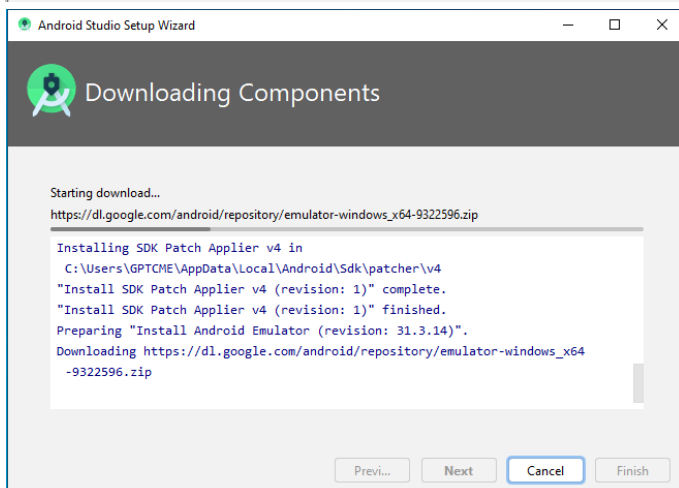 Android Studio Setup Wizard
Downloading Components
Starting download...
https://dl.google.com/android/repository/emulator-windows_x64-9322596.zip
Installing SDK Patch Applier v4 in
C:\Users\GPTCME\AppData\Local\Android\Sdk\patcher\v4
"Install SDK Patch Applier v4 (revision: 1)" complete.
"Install SDK Patch Applier v4 (revision: 1)" finished.
Preparing "Install Android Emulator (revision: 31.3.14)".
Downloading https://dl.google.com/android/repository/emulator-windows_x64
-9322596.zip
Previ... Next Cancel Finish